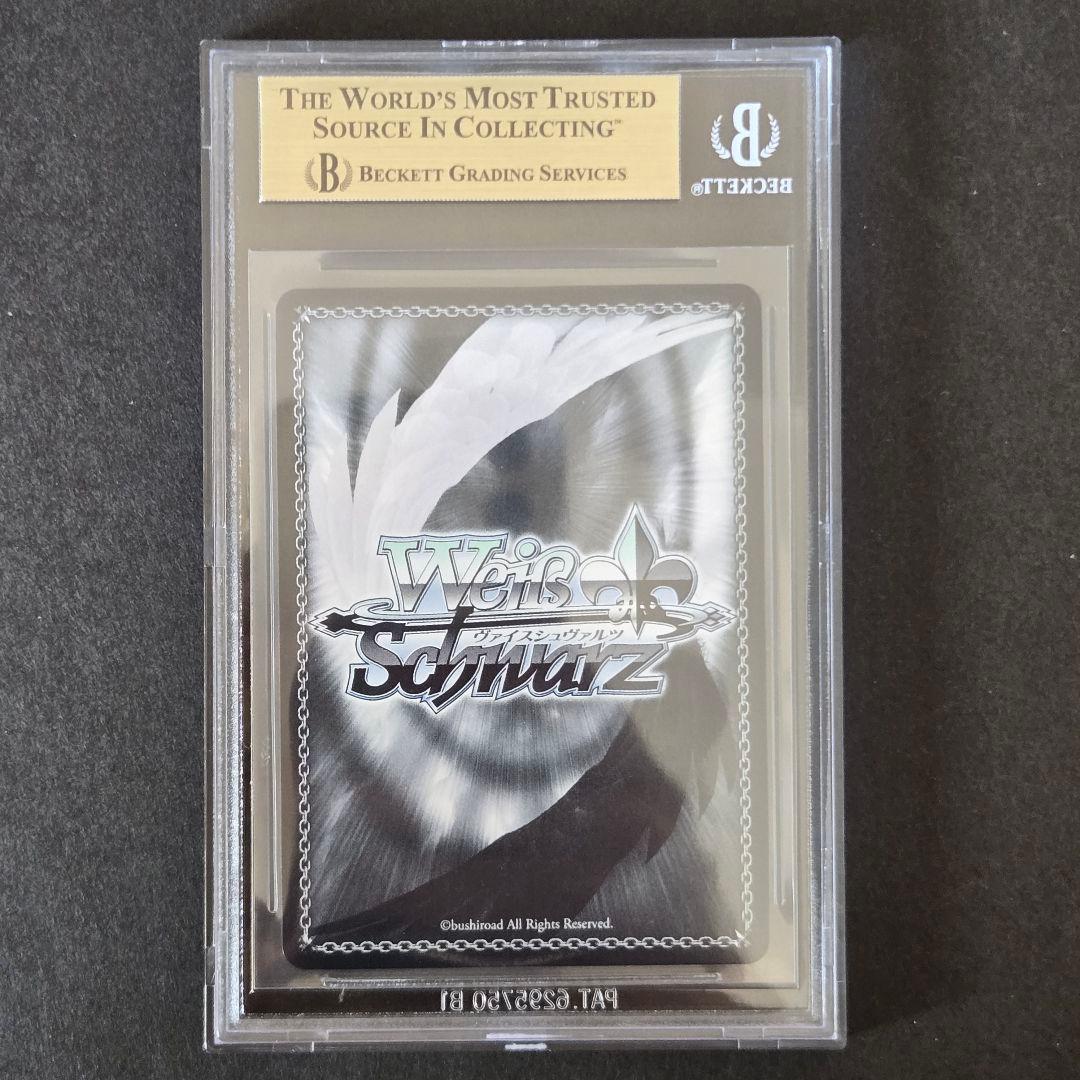 THE WORLD'S MOST TRUSTED
SOURCE IN COLLECTING™
B BECKETT GRADING SERVICES
B
BECKETT®
Weiß
ヴァイスシュヴァルツ
Schwarz
©bushiroad All Rights Reserved.
PAT.6295750 B1